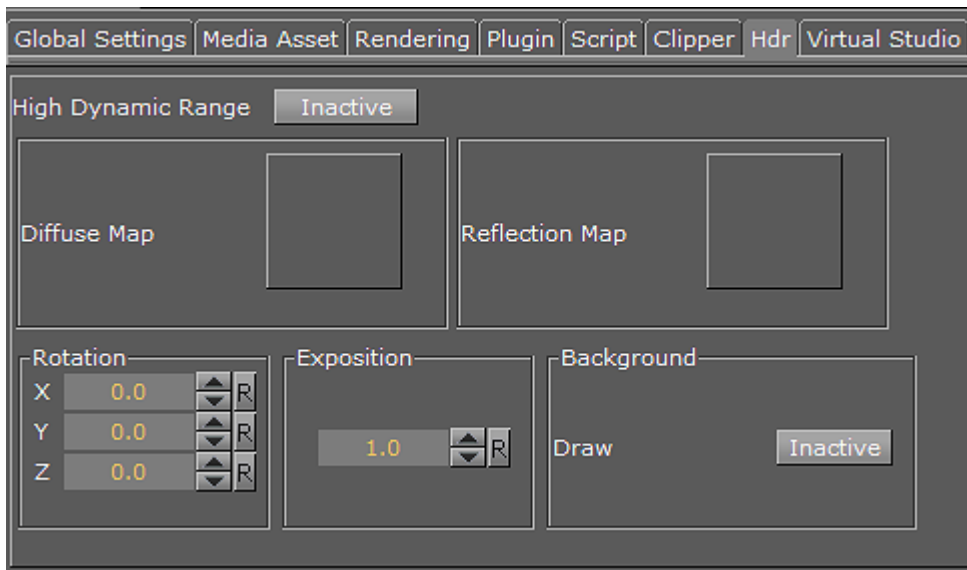 Global Settings Media Asset Rendering Plugin Script Clipper Hdr Virtual Studio
High Dynamic Range Inactive
Diffuse Map Reflection Map
Rotation Exposition Background
X 0.0 R
Y 0.0 R
1.0 R Draw Inactive
Z 0.0 R